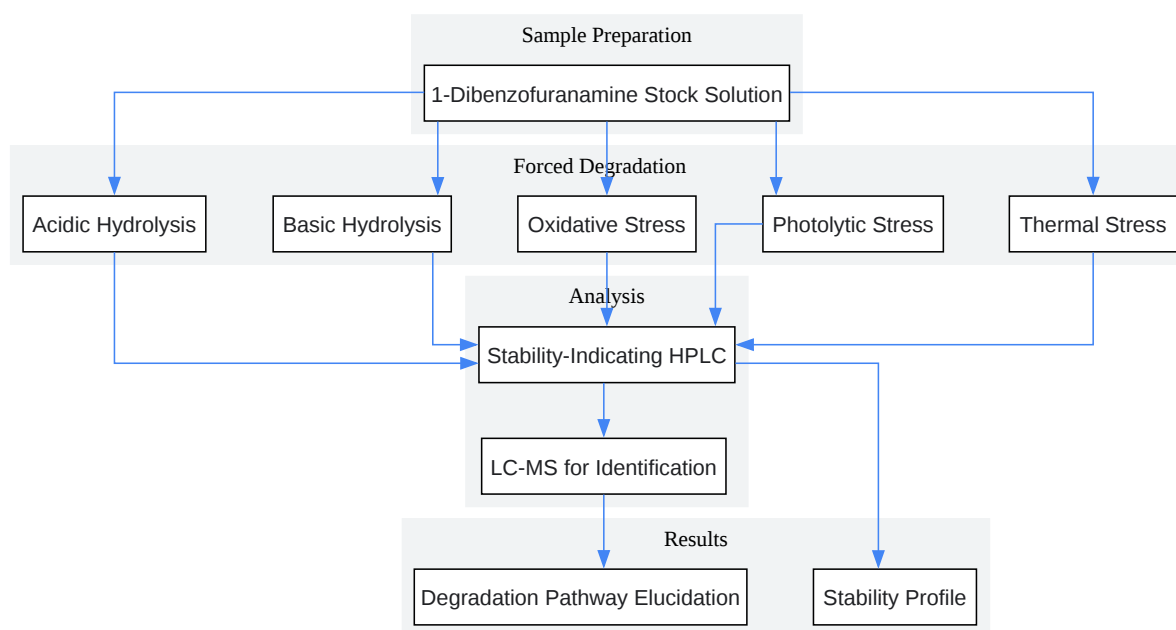 Sample Preparation
1-Dibenzofuranamine Stock Solution
Forced Degradation
Acidic Hydrolysis
Basic Hydrolysis
Oxidative Stress
Photolytic Stress
Thermal Stress
Analysis
Stability-Indicating HPLC
LC-MS for Identification
Results
Degradation Pathway Elucidation
Stability Profile